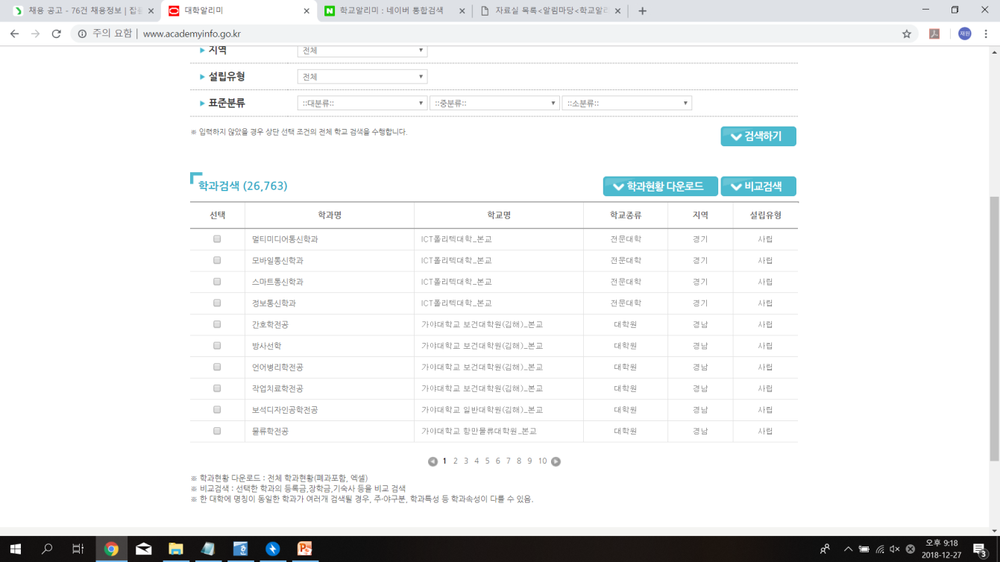 채용 공고 - 76건 채용정보 | 잡
대학알리미
학교알리미 : 네이버 통합검색
자료실 목록<알림마당<학교알리
주의 요함 | www.academyinfo.go.kr
재원
지역 전체
설립유형 전체
표준분류 ::대분류:: ::중분류:: ::소분류::
※ 입력하지 않았을 경우 상단 선택 조건의 전체 학교 검색을 수행합니다.
검색하기
학과검색 (26,763)
학과현황 다운로드 비교검색
선택 학과명 학교명 학교종류 지역 설립유형
멀티미디어통신학과 ICT폴리텍대학_본교 전문대학 경기 사립
모바일통신학과 ICT폴리텍대학_본교 전문대학 경기 사립
스마트통신학과 ICT폴리텍대학_본교 전문대학 경기 사립
정보통신학과 ICT폴리텍대학_본교 전문대학 경기 사립
간호학전공 가야대학교 보건대학원(김해)_본교 대학원 경남 사립
방사선학 가야대학교 보건대학원(김해)_본교 대학원 경남 사립
언어병리학전공 가야대학교 보건대학원(김해)_본교 대학원 경남 사립
작업치료학전공 가야대학교 보건대학원(김해)_본교 대학원 경남 사립
보석디자인공학전공 가야대학교 일반대학원(김해)_본교 대학원 경남 사립
물류학전공 가야대학교 항만물류대학원_본교 대학원 경남 사립
1 2 3 4 5 6 7 8 9 10
※ 학과현황 다운로드 : 전체 학과현황(폐과포함, 엑셀)
※ 비교검색 : 선택한 학과의 등록금,장학금,기숙사 등을 비교 검색
※ 한 대학에 명칭이 동일한 학과가 여러개 검색될 경우, 주·야구분, 학과특성 등 학과속성이 다를 수 있음.
오후 9:18
2018-12-27
3